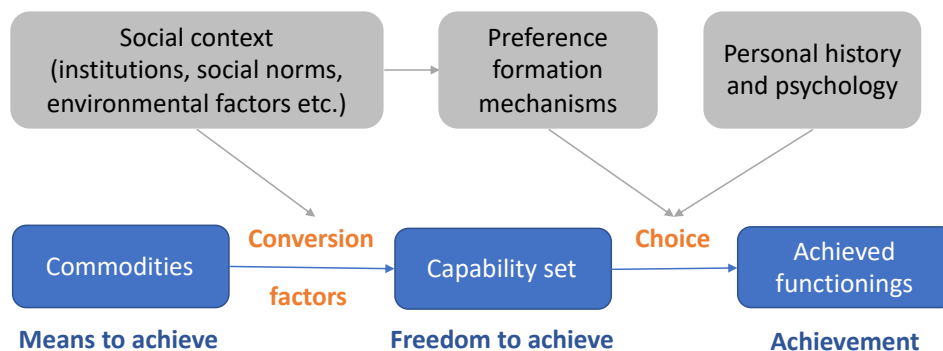 Social context
(institutions, social norms,
environmental factors etc.)
Preference
formation
mechanisms
Personal history
and psychology
Conversion
factors
Choice
Commodities
Capability set
Achieved
functionings
Means to achieve
Freedom to achieve
Achievement